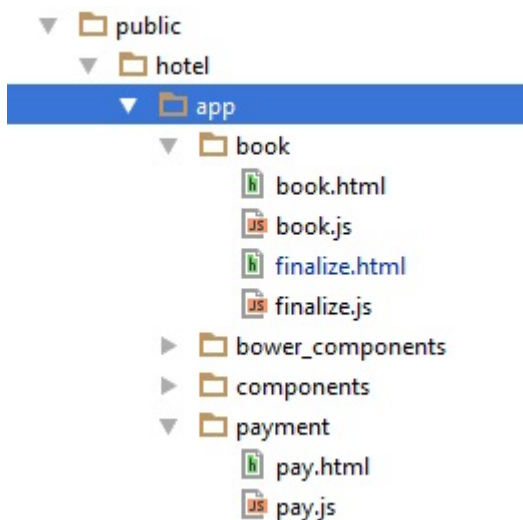 public
hotel
app
book
book.html
book.js
finalize.html
finalize.js
bower_components
components
payment
pay.html
pay.js